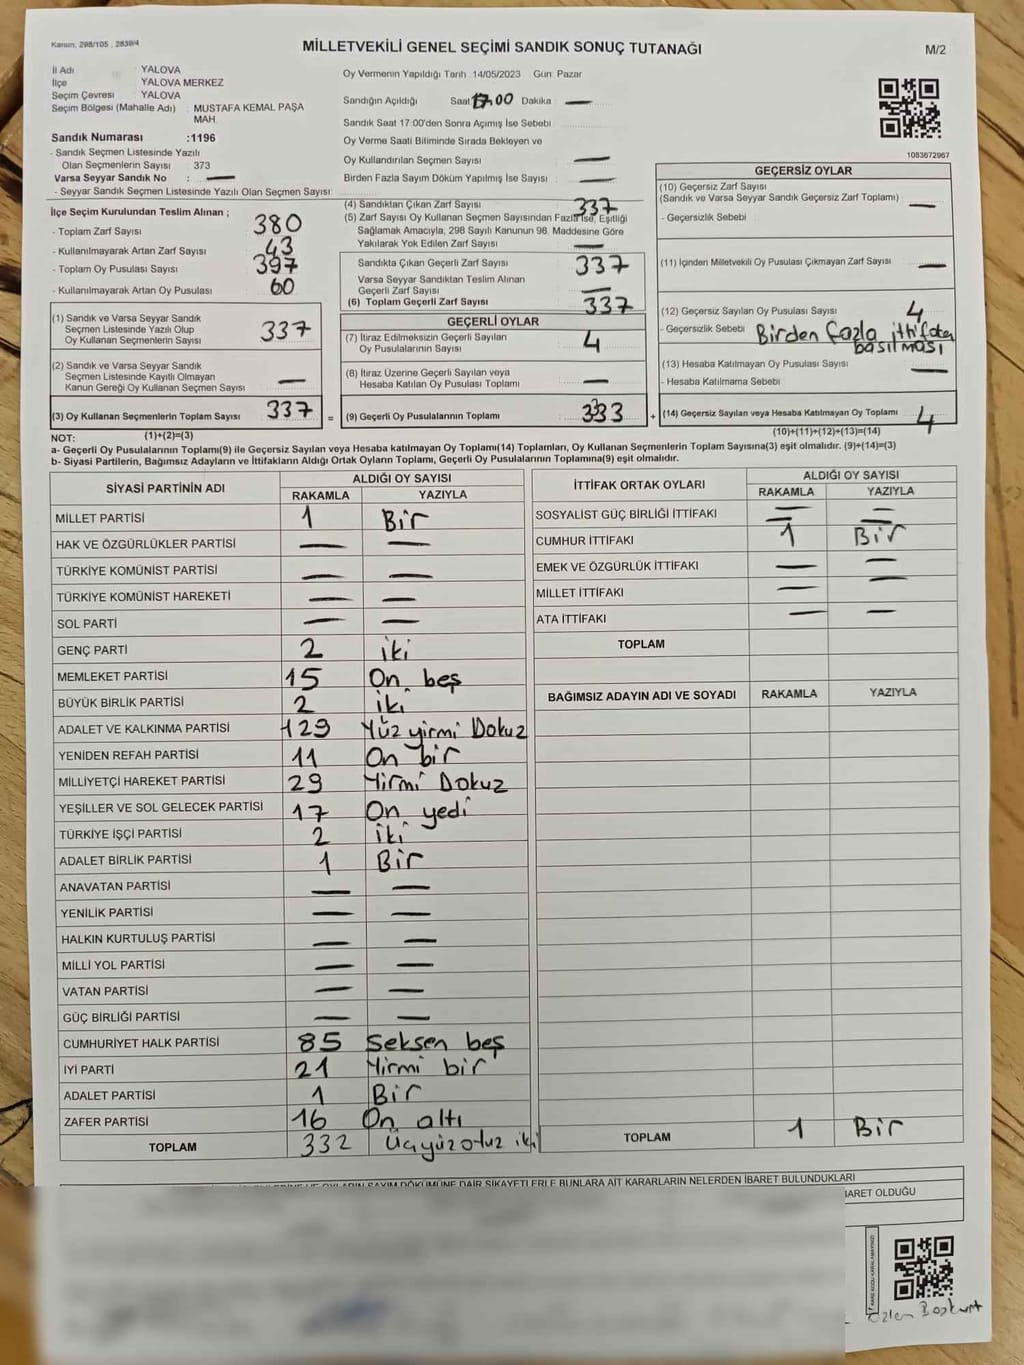 Kanun, 298/105 , 2839/4
MİLLETVEKİLİ GENEL SEÇİMİ SANDIK SONUÇ TUTANAĞI
M/2
İl Adı : YALOVA
İlçe : YALOVA MERKEZ
Seçim Çevresi : YALOVA
Seçim Bölgesi (Mahalle Adı) : MUSTAFA KEMAL PAŞA
MAH.
Sandık Numarası :1196
- Sandık Seçmen Listesinde Yazılı
Olan Seçmenlerin Sayısı : 373
Varsa Seyyar Sandık No : —
- Seyyar Sandık Seçmen Listesinde Yazılı Olan Seçmen Sayısı:
Oy Vermenin Yapıldığı Tarih 14/05/2023 Gün: Pazar
Sandığın Açıldığı Saat 17:00 Dakika —
Sandık Saat 17:00'den Sonra Açımış İse Sebebi
Oy Verme Saati Bitiminde Sırada Bekleyen ve
Oy Kullandırılan Seçmen Sayısı —
Birden Fazla Sayım Döküm Yapılmış İse Sayısı —
1083672967
İlçe Seçim Kurulundan Teslim Alınan ;
- Toplam Zarf Sayısı 380
- Kullanılmayarak Artan Zarf Sayısı 43
- Toplam Oy Pusulası Sayısı 397
- Kullanılmayarak Artan Oy Pusulası 60
(4) Sandıktan Çıkan Zarf Sayısı 337
(5) Zarf Sayısı Oy Kullanan Seçmen Sayısından Fazla İse, Eşitliği
Sağlamak Amacıyla, 298 Sayılı Kanunun 98. Maddesine Göre
Yakılarak Yok Edilen Zarf Sayısı —
Sandıkta Çıkan Geçerli Zarf Sayısı 337
Varsa Seyyar Sandıktan Teslim Alınan
Geçerli Zarf Sayısı —
(6) Toplam Geçerli Zarf Sayısı 337
GEÇERSİZ OYLAR
(10) Geçersiz Zarf Sayısı
(Sandık ve Varsa Seyyar Sandık Geçersiz Zarf Toplamı) —
- Geçersizlik Sebebi
(11) İçinden Milletvekili Oy Pusulası Çıkmayan Zarf Sayısı —
(12) Geçersiz Sayılan Oy Pusulası Sayısı 4
- Geçersizlik Sebebi Birden fazla ittifaka
basılması
(13) Hesaba Katılmayan Oy Pusulası Sayısı —
- Hesaba Katılmama Sebebi
(14) Geçersiz Sayılan veya Hesaba Katılmayan Oy Toplamı 4
(10)+(11)+(12)+(13)=(14)
(1) Sandık ve Varsa Seyyar Sandık
Seçmen Listesinde Yazılı Olup
Oy Kullanan Seçmenlerin Sayısı 337
(2) Sandık ve Varsa Seyyar Sandık
Seçmen Listesinde Kayıtlı Olmayan
Kanun Gereği Oy Kullanan Seçmen Sayısı —
(3) Oy Kullanan Seçmenlerin Toplam Sayısı 337 =
(1)+(2)=(3)
GEÇERLİ OYLAR
(7) İtiraz Edilmeksizin Geçerli Sayılan
Oy Pusulalarının Sayısı 4
(8) İtiraz Üzerine Geçerli Sayılan veya
Hesaba Katılan Oy Pusulası Toplamı —
(9) Geçerli Oy Pusulalarının Toplamı 333 +
NOT:
a- Geçerli Oy Pusulalarının Toplamı(9) ile Geçersiz Sayılan veya Hesaba katılmayan Oy Toplamı(14) Toplamları, Oy Kullanan Seçmenlerin Toplam Sayısına(3) eşit olmalıdır. (9)+(14)=(3)
b- Siyasi Partilerin, Bağımsız Adayların ve İttifakların Aldığı Ortak Oyların Toplamı, Geçerli Oy Pusulalarının Toplamına(9) eşit olmalıdır.
SİYASİ PARTİNİN ADI ALDIĞI OY SAYISI
RAKAMLA YAZIYLA
MİLLET PARTİSİ 1 Bir
HAK VE ÖZGÜRLÜKLER PARTİSİ — —
TÜRKİYE KOMÜNİST PARTİSİ — —
TÜRKİYE KOMÜNİST HAREKETİ — —
SOL PARTİ — —
GENÇ PARTİ 2 iki
MEMLEKET PARTİSİ 15 On beş
BÜYÜK BİRLİK PARTİSİ 2 iki
ADALET VE KALKINMA PARTİSİ 129 Yüz yirmi Dokuz
YENİDEN REFAH PARTİSİ 11 On bir
MİLLİYETÇİ HAREKET PARTİSİ 29 Yirmi Dokuz
YEŞİLLER VE SOL GELECEK PARTİSİ 17 On yedi
TÜRKİYE İŞÇİ PARTİSİ 2 iki
ADALET BİRLİK PARTİSİ 1 Bir
ANAVATAN PARTİSİ — —
YENİLİK PARTİSİ — —
HALKIN KURTULUŞ PARTİSİ — —
MİLLİ YOL PARTİSİ — —
VATAN PARTİSİ — —
GÜÇ BİRLİĞİ PARTİSİ — —
CUMHURİYET HALK PARTİSİ 85 Seksen beş
İYİ PARTİ 21 Yirmi bir
ADALET PARTİSİ 1 Bir
ZAFER PARTİSİ 16 On altı
TOPLAM 332 Üçyüzotuz iki
İTTİFAK ORTAK OYLARI ALDIĞI OY SAYISI
RAKAMLA YAZIYLA
SOSYALİST GÜÇ BİRLİĞİ İTTİFAKI — —
CUMHUR İTTİFAKI 1 Bir
EMEK VE ÖZGÜRLÜK İTTİFAKI — —
MİLLET İTTİFAKI — —
ATA İTTİFAKI — —
TOPLAM
BAĞIMSIZ ADAYIN ADI VE SOYADI RAKAMLA YAZIYLA
TOPLAM 1 Bir
OYLARIN SAYIM DÖKÜMÜNE DAİR ŞİKAYETLERLE BUNLARA AİT KARARLARIN NELERDEN İBARET BULUNDUKLARI
BARET OLDUĞU
Özlem Bozkurt